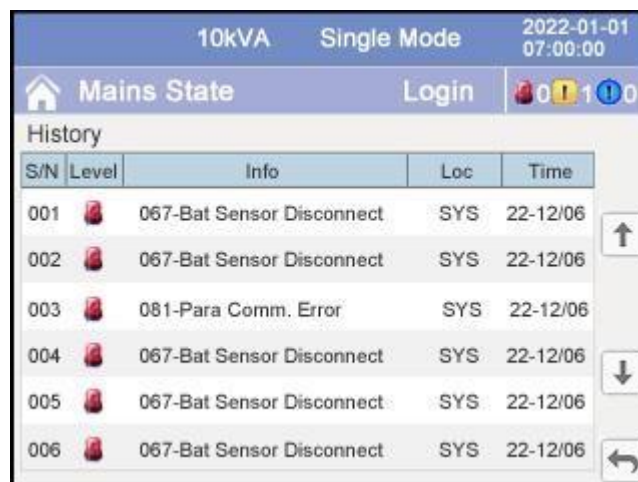 10kVA Single Mode 2022-01-01
07:00:00
Mains State Login 0 ! 1 ! 0
History
S/N Level Info Loc Time
001 067-Bat Sensor Disconnect SYS 22-12/06
002 067-Bat Sensor Disconnect SYS 22-12/06
003 081-Para Comm. Error SYS 22-12/06
004 067-Bat Sensor Disconnect SYS 22-12/06
005 067-Bat Sensor Disconnect SYS 22-12/06
006 067-Bat Sensor Disconnect SYS 22-12/06